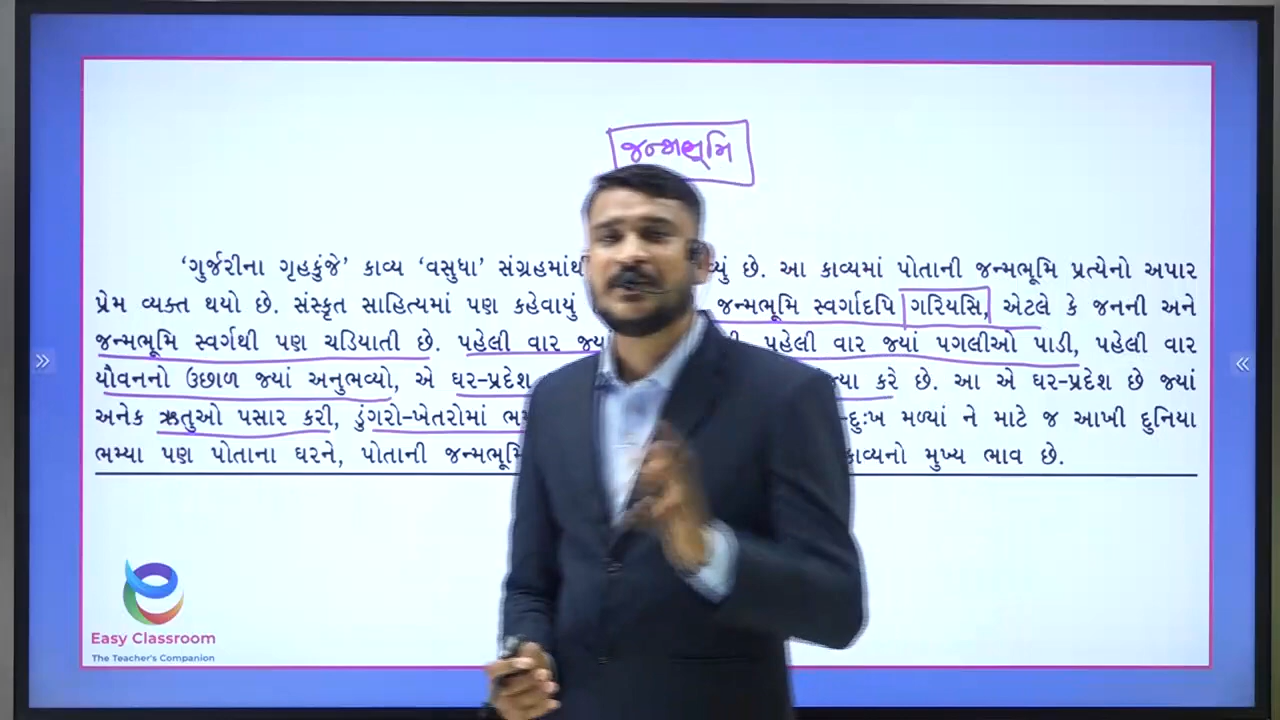 જન્મભૂમિ
‘ગુર્જરીના ગૃહકુંજે’ કાવ્ય ‘વસુધા’ સંગ્રહમાંથી છે. આ કાવ્યમાં પોતાની જન્મભૂમિ પ્રત્યેનો અપાર
પ્રેમ વ્યક્ત થયો છે. સંસ્કૃત સાહિત્યમાં પણ કહેવાયું જન્મભૂમિ સ્વર્ગાદપિ ગરિયસિ, એટલે કે જનની અને
જન્મભૂમિ સ્વર્ગથી પણ ચડિયાતી છે. પહેલી વાર પહેલી વાર જ્યાં પગલીઓ પાડી, પહેલી વાર
યૌવનનો ઉછાળ જ્યાં અનુભવ્યો, એ ઘર-પ્રદેશ કરે છે. આ એ ઘર-પ્રદેશ છે જ્યાં
અનેક ઋતુઓ પસાર કરી, ડુંગરો-ખેતરોમાં -દુઃખ મળ્યાં ને માટે જ આખી દુનિયા
ભમ્યા પણ પોતાના ઘરને, પોતાની કાવ્યનો મુખ્ય ભાવ છે.
Easy Classroom
The Teacher's Companion